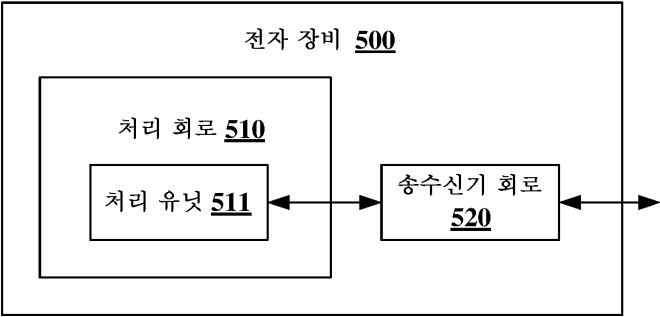 전자 장비 500
처리 회로 510
처리 유닛 511
송수신기 회로
520